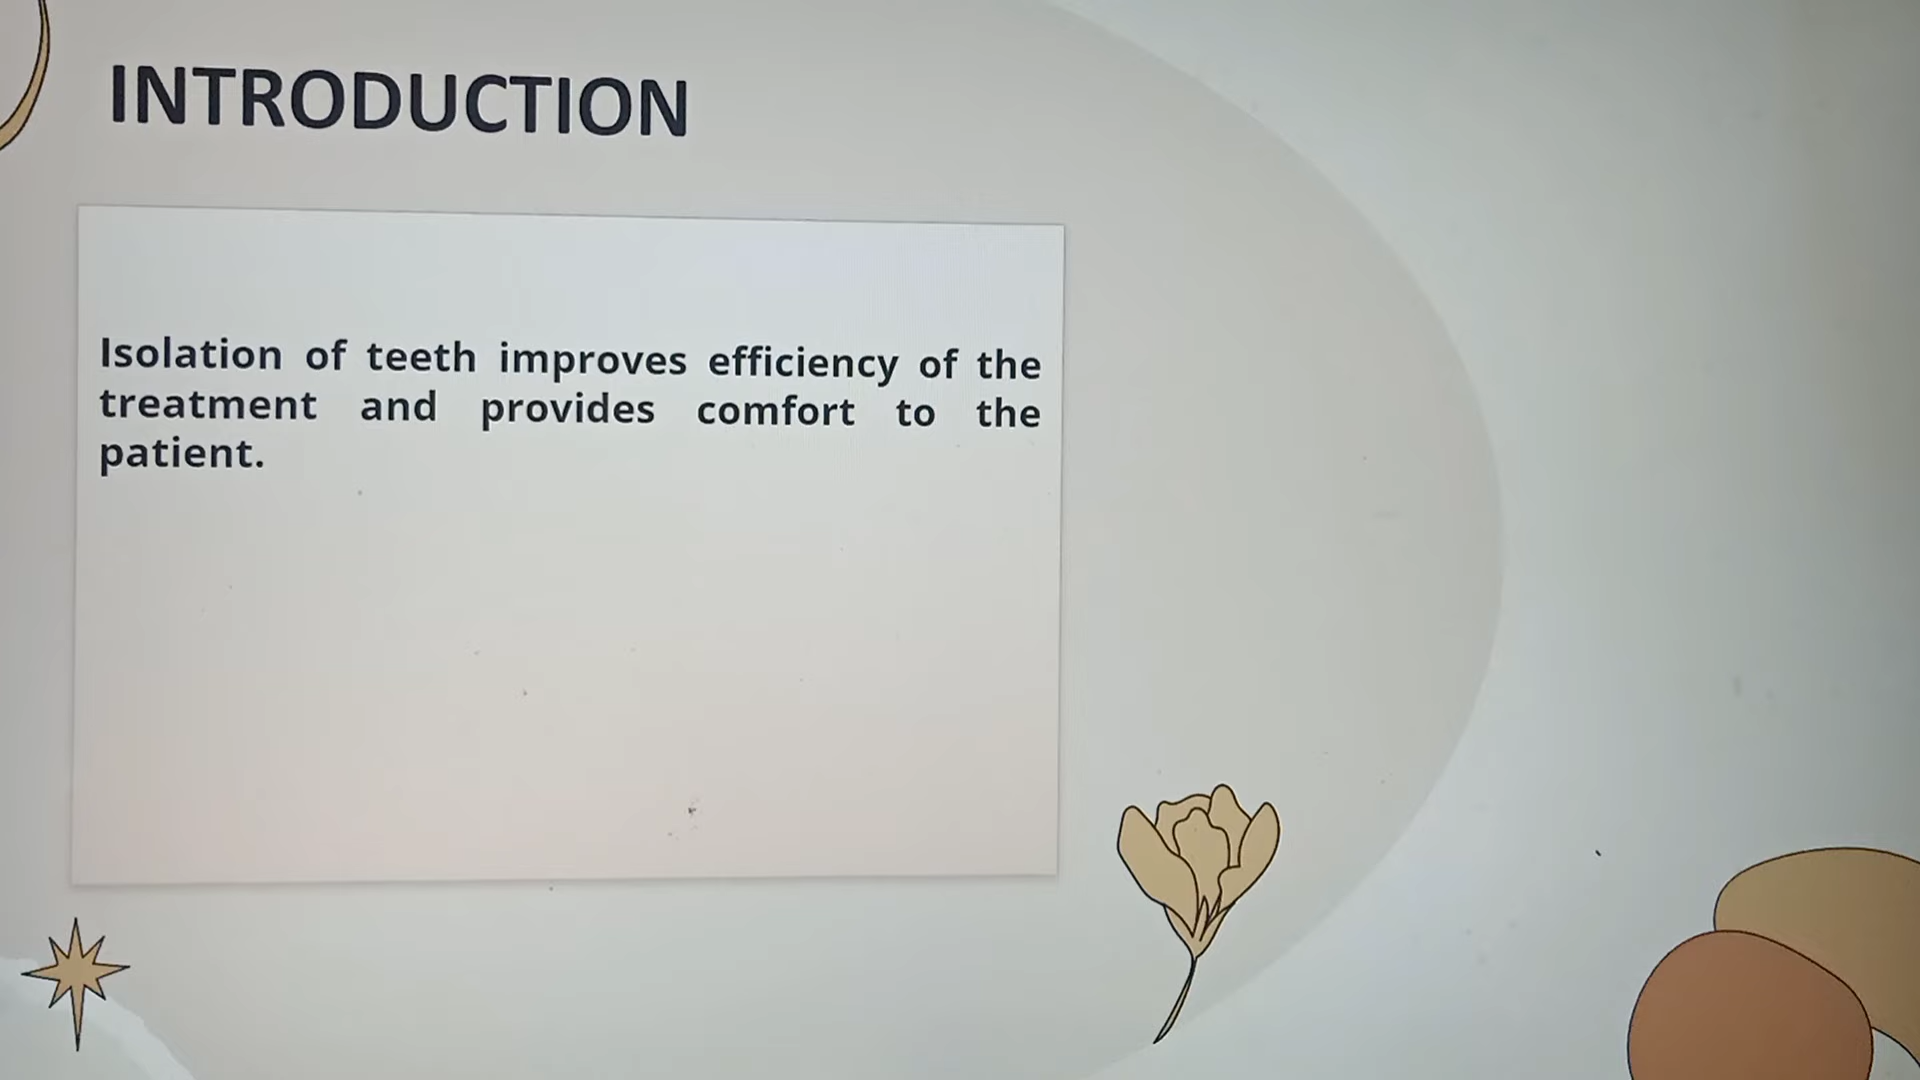 INTRODUCTION
Isolation of teeth improves efficiency of the
treatment and provides comfort to the
patient.